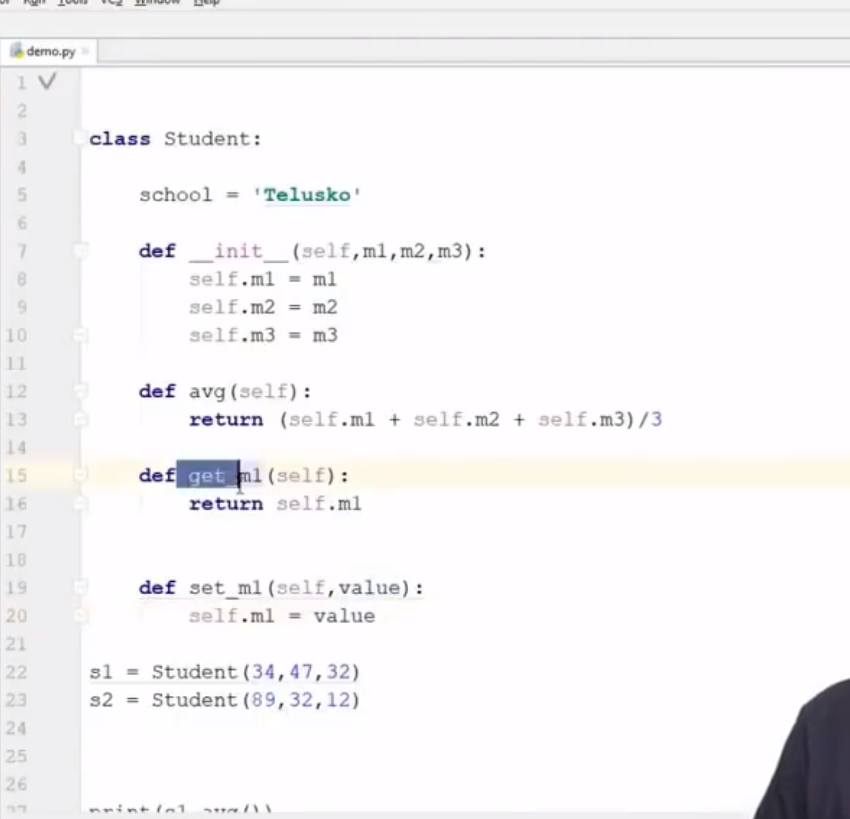 Run Tools VCS Window Help
demo.py
1
2
3 class Student:
4
5 school = 'Telusko'
6
7 def __init__(self,m1,m2,m3):
8 self.m1 = m1
9 self.m2 = m2
10 self.m3 = m3
11
12 def avg(self):
13 return (self.m1 + self.m2 + self.m3)/3
14
15 def get_m1(self):
16 return self.m1
17
18
19 def set_m1(self,value):
20 self.m1 = value
21
22 s1 = Student(34,47,32)
23 s2 = Student(89,32,12)
24
25
26
27 print(s1.avg())